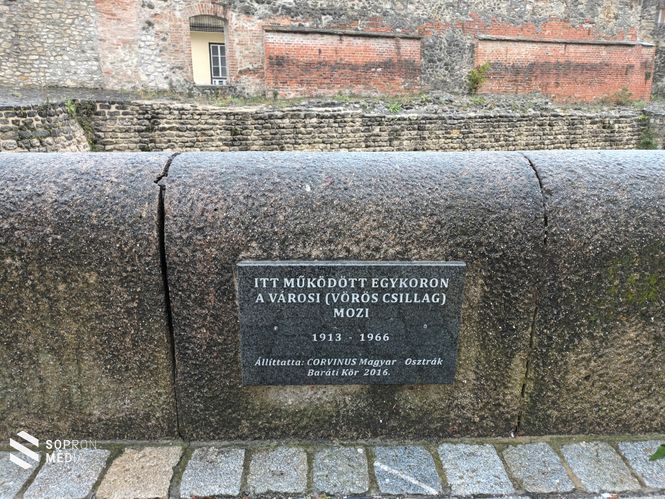 ITT MŰKÖDÖTT EGYKORON
A VÁROSI (VÖRÖS CSILLAG)
MOZI
1913 - 1966
Állíttatta: CORVINUS Magyar - Osztrák
Baráti Kör 2016.
SOPRON
MÉDIA